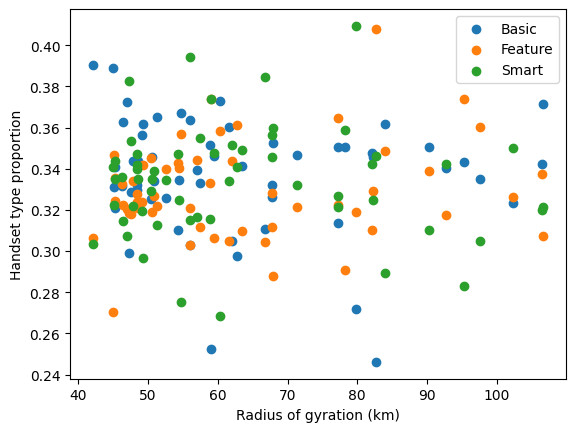 Basic
Feature
Smart
0.40
0.38
0.36
0.34
0.32
0.30
0.28
0.26
0.24
Handset type proportion
40 50 60 70 80 90 100
Radius of gyration (km)